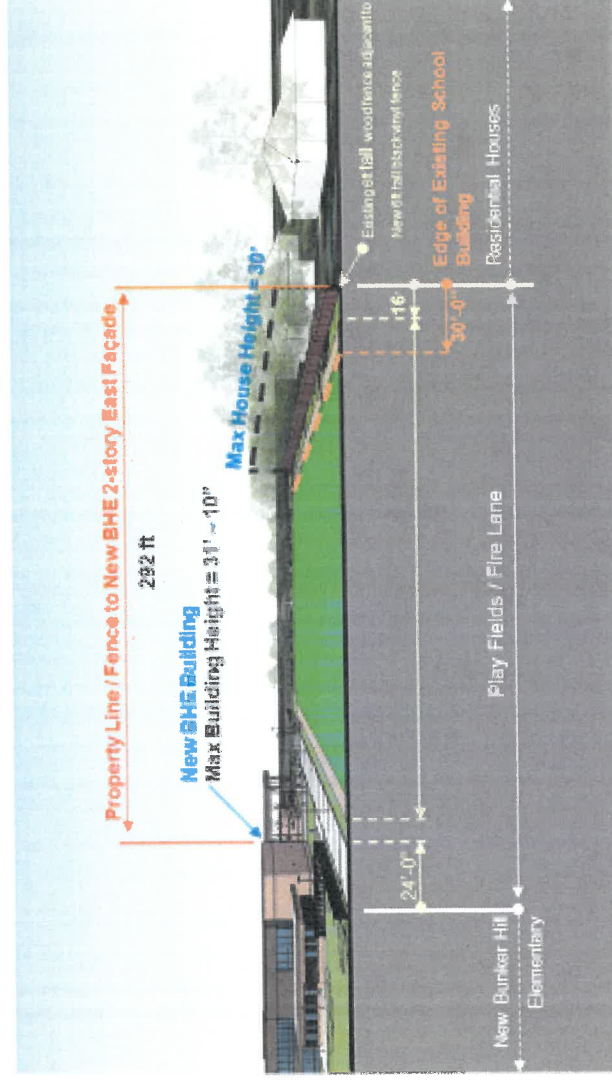 Property Line / Fence to New BHE 2-story East Façade
292 ft
New BHE Building
Max Building Height = 31' - 10"
Max House Height = 30'
Existing 6ft tall wood fence adjacent to
New 6ft tall black vinyl fence
Edge of Existing School
Building
16'
30'-0"
24'-0"
New Bunker Hill
Elementary
Play Fields / Fire Lane
Residential Houses